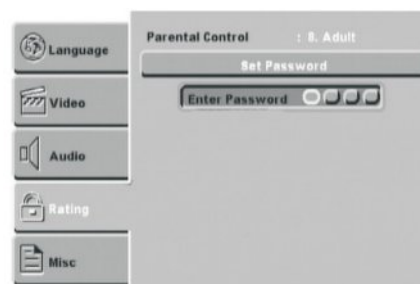 Language
Video
Audio
Rating
Misc
Parental Control : 8. Adult
Set Password
Enter Password